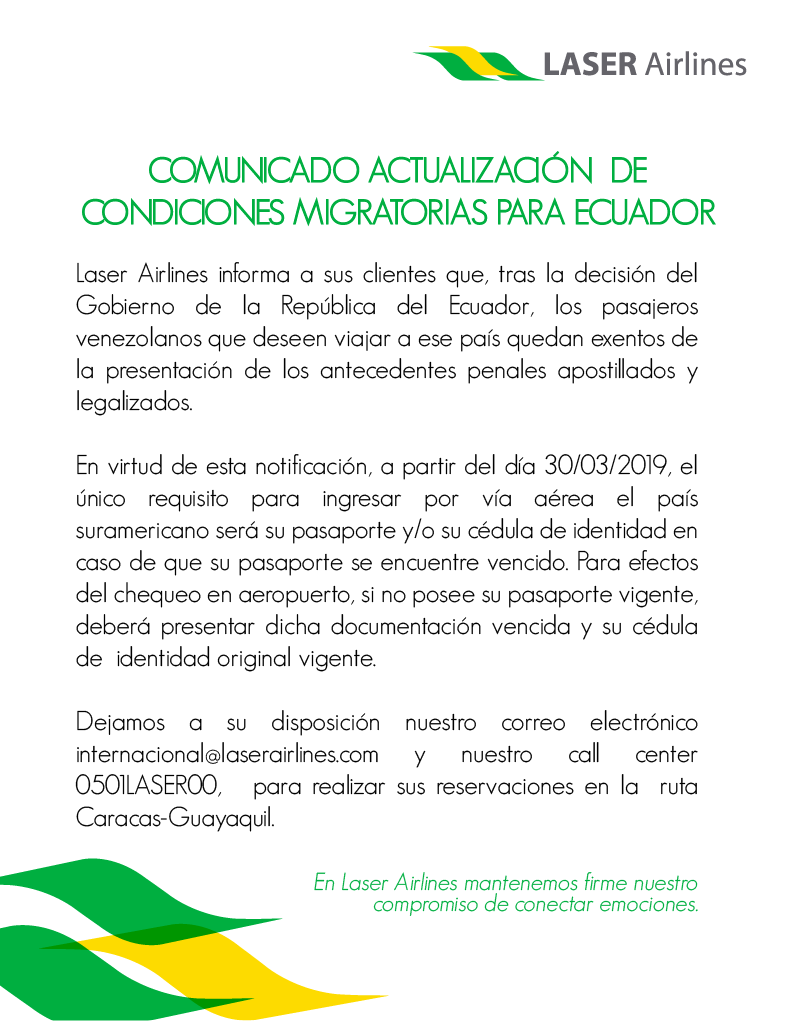 LASER Airlines
COMUNICADO ACTUALIZACIÓN DE
CONDICIONES MIGRATORIAS PARA ECUADOR
Laser Airlines informa a sus clientes que, tras la decisión del
Gobierno de la República del Ecuador, los pasajeros
venezolanos que deseen viajar a ese país quedan exentos de
la presentación de los antecedentes penales apostillados y
legalizados.
En virtud de esta notificación, a partir del día 30/03/2019, el
único requisito para ingresar por vía aérea el país
suramericano será su pasaporte y/o su cédula de identidad en
caso de que su pasaporte se encuentre vencido. Para efectos
del chequeo en aeropuerto, si no posee su pasaporte vigente,
deberá presentar dicha documentación vencida y su cédula
de identidad original vigente.
Dejamos a su disposición nuestro correo electrónico
internacional@laserairlines.com y nuestro call center
0501LASER00, para realizar sus reservaciones en la ruta
Caracas-Guayaquil.
En Laser Airlines mantenemos firme nuestro
compromiso de conectar emociones.